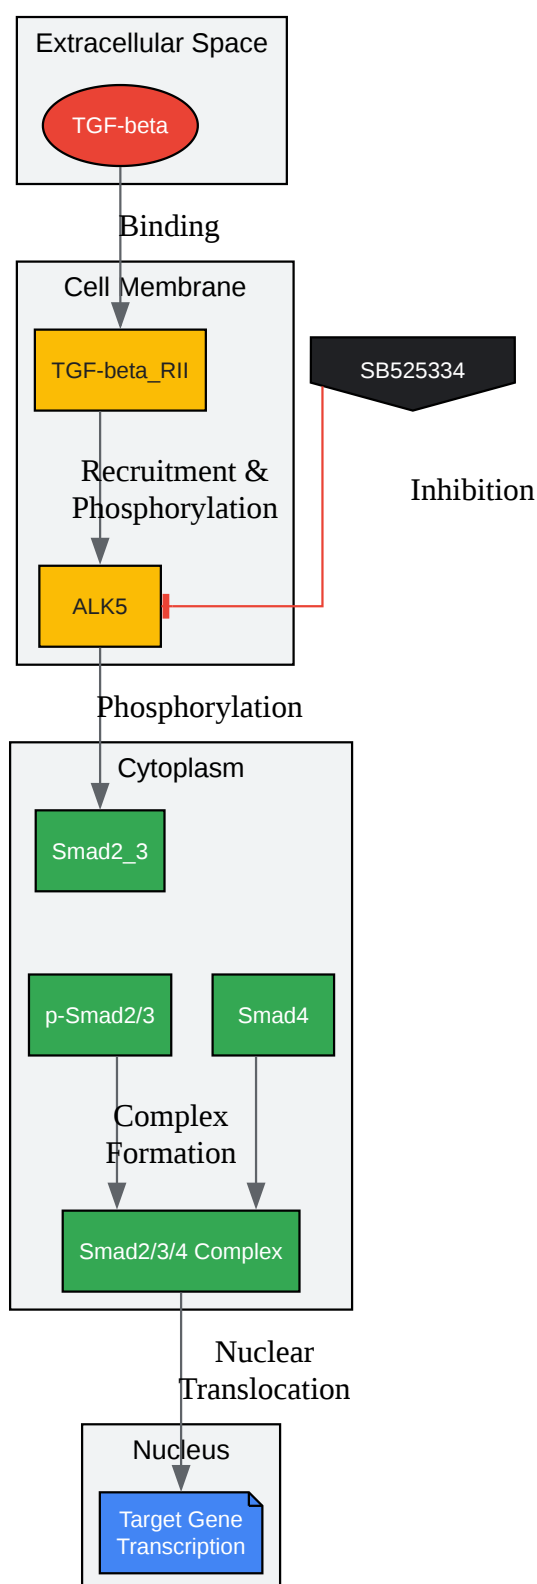 Extracellular Space
TGF-beta
Binding
Cell Membrane
TGF-beta_RII
SB525334
Recruitment &
Phosphorylation
Inhibition
ALK5
Phosphorylation
Cytoplasm
Smad2_3
p-Smad2/3
Smad4
Complex
Formation
Smad2/3/4 Complex
Nuclear
Translocation
Nucleus
Target Gene
Transcription